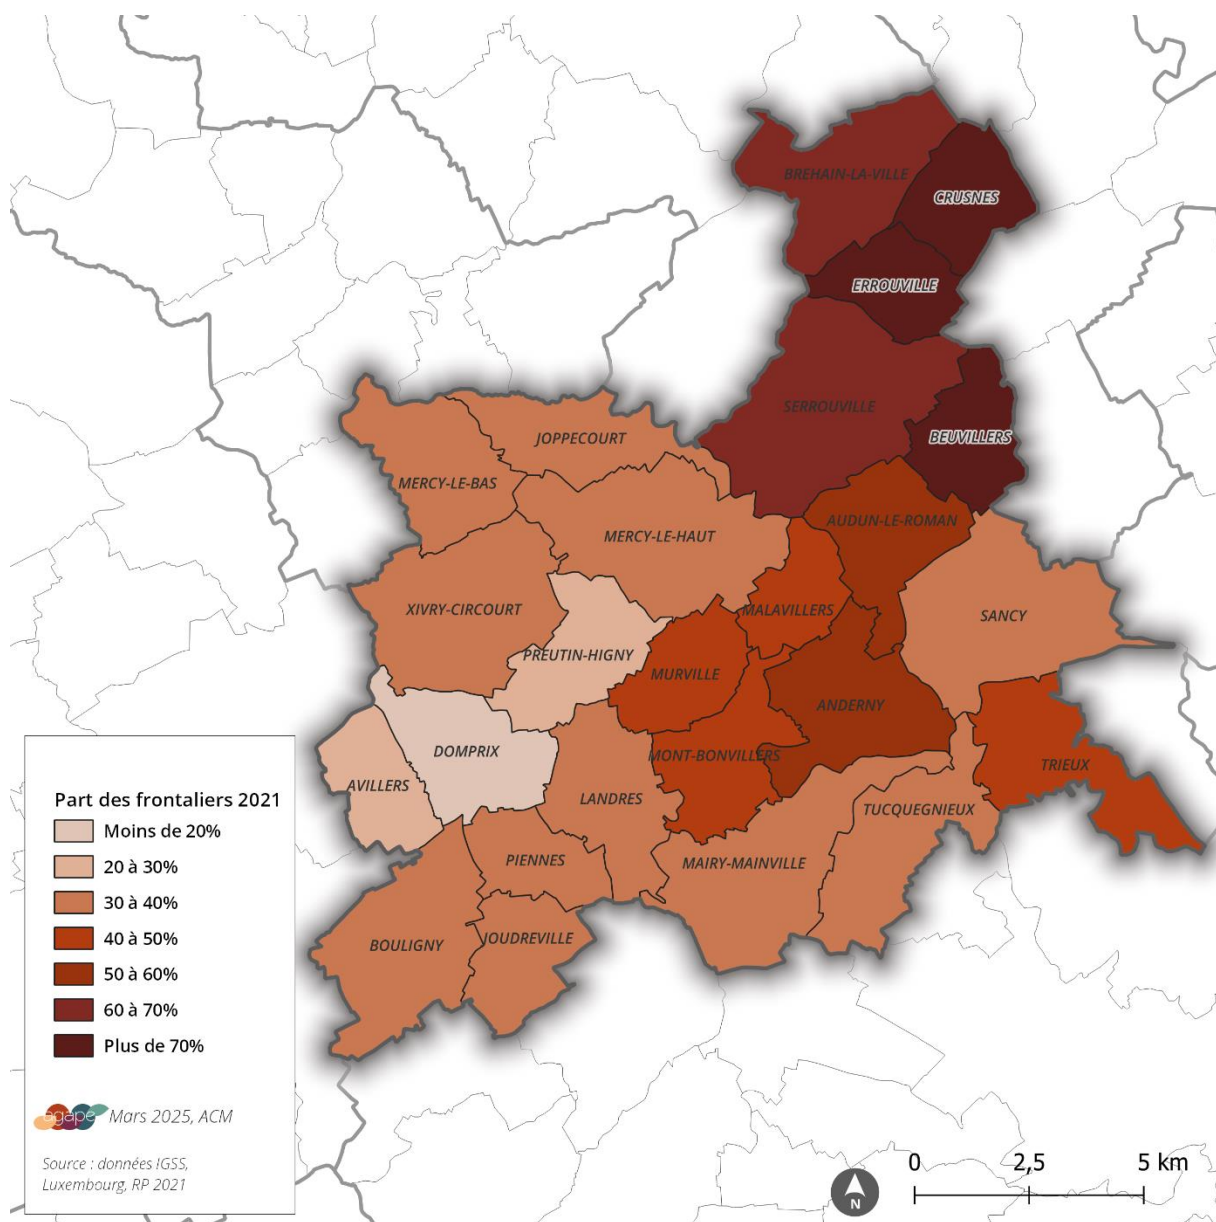 BREHAIN-LA-VILLE
CRUSNES
ERROUVILLE
SERROUVILLE
BEUVILLERS
JOPPECOURT
MERCY-LE-BAS
AUDUN-LE-ROMAN
MERCY-LE-HAUT
XIVRY-CIRCOURT
MALAVILLERS
SANCY
PREUTIN-HIGNY
MURVILLE
ANDERNY
DOMPRIX
MONT-BONVILLERS
TRIEUX
AVILLERS
LANDRES
TUCQUEGNIEUX
PIENNES
MAIRY-MAINVILLE
BOULIGNY
JOUDREVILLE
Part des frontaliers 2021
Moins de 20%
20 à 30%
30 à 40%
40 à 50%
50 à 60%
60 à 70%
Plus de 70%
agape Mars 2025, ACM
Source : données IGSS,
Luxembourg, RP 2021
N
0 2,5 5 km